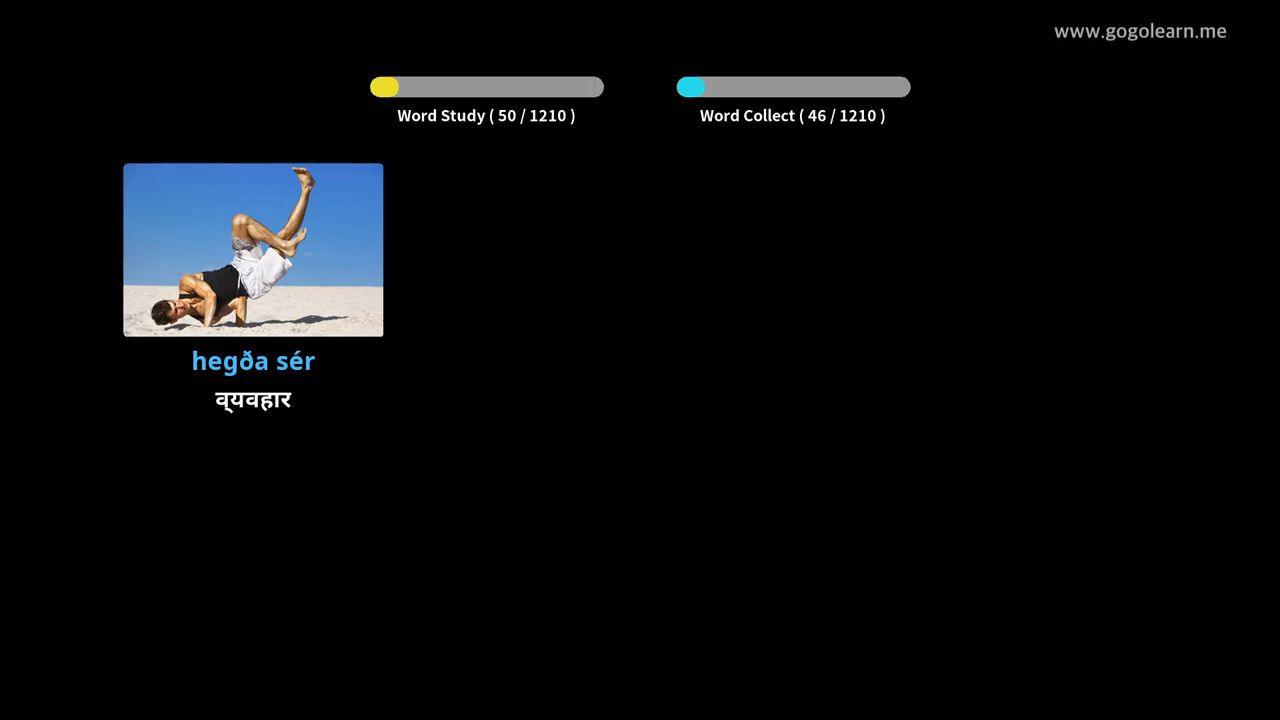 www.gogolearn.me
Word Study ( 50 / 1210 )
Word Collect ( 46 / 1210 )
hegða sér
व्‌यवहार